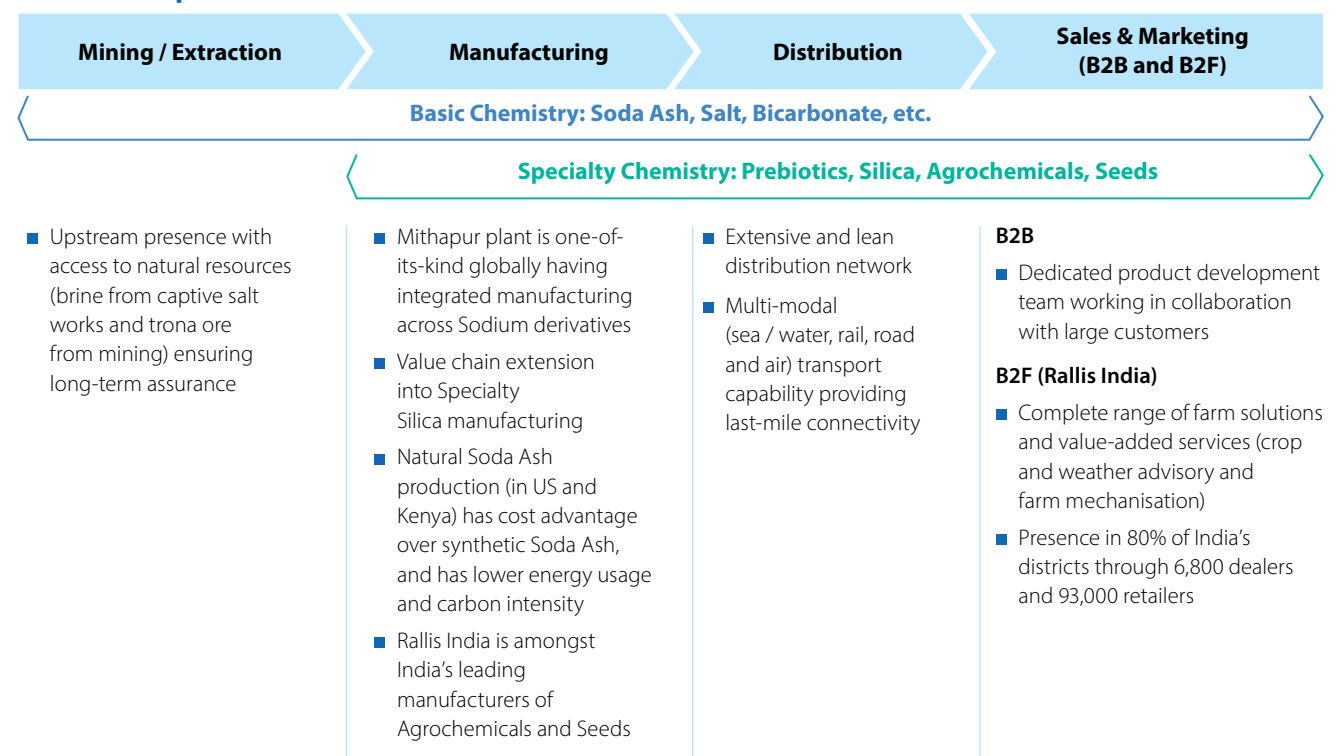 Mining / Extraction
Manufacturing
Distribution
Sales & Marketing
(B2B and B2F)
Basic Chemistry: Soda Ash, Salt, Bicarbonate, etc.
Specialty Chemistry: Prebiotics, Silica, Agrochemicals, Seeds
Upstream presence with
access to natural resources
(brine from captive salt
works and trona ore
from mining) ensuring
long-term assurance
Mithapur plant is one-of-
its-kind globally having
integrated manufacturing
across Sodium derivatives
Value chain extension
into Specialty
Silica manufacturing
Natural Soda Ash
production (in US and
Kenya) has cost advantage
over synthetic Soda Ash,
and has lower energy usage
and carbon intensity
Rallis India is amongst
India's leading
manufacturers of
Agrochemicals and Seeds
Extensive and lean
distribution network
Multi-modal
(sea / water, rail, road
and air) transport
capability providing
last-mile connectivity
B2B
Dedicated product development
team working in collaboration
with large customers
B2F (Rallis India)
Complete range of farm solutions
and value-added services (crop
and weather advisory and
farm mechanisation)
Presence in 80% of India's
districts through 6,800 dealers
and 93,000 retailers